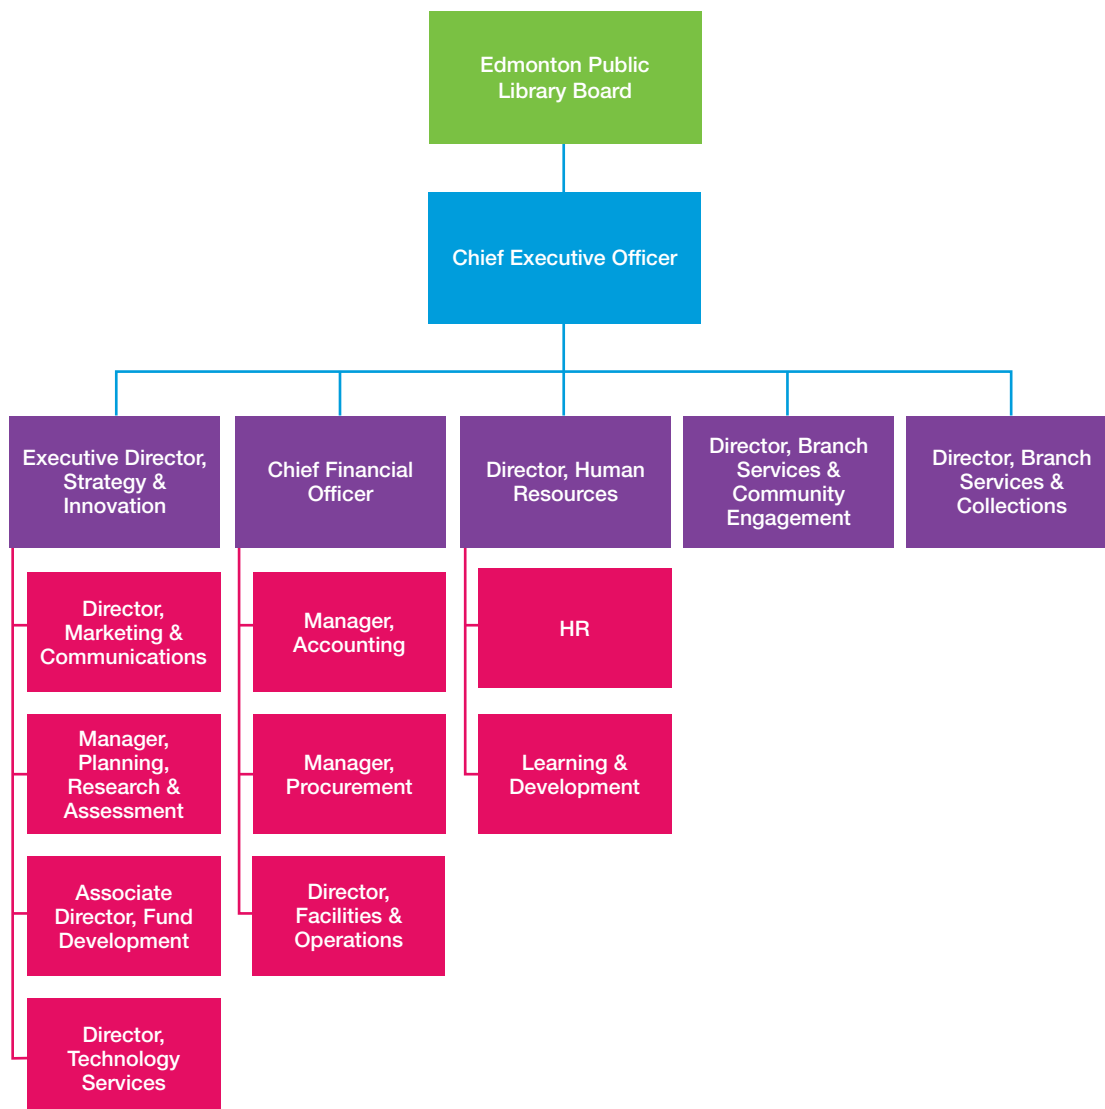 Edmonton Public
Library Board
Chief Executive Officer
Executive Director,
Strategy &
Innovation
Chief Financial
Officer
Director, Human
Resources
Director, Branch
Services &
Community
Engagement
Director, Branch
Services &
Collections
Director,
Marketing &
Communications
Manager,
Planning,
Research &
Assessment
Associate
Director, Fund
Development
Director,
Technology
Services
Manager,
Accounting
Manager,
Procurement
Director,
Facilities &
Operations
HR
Learning &
Development